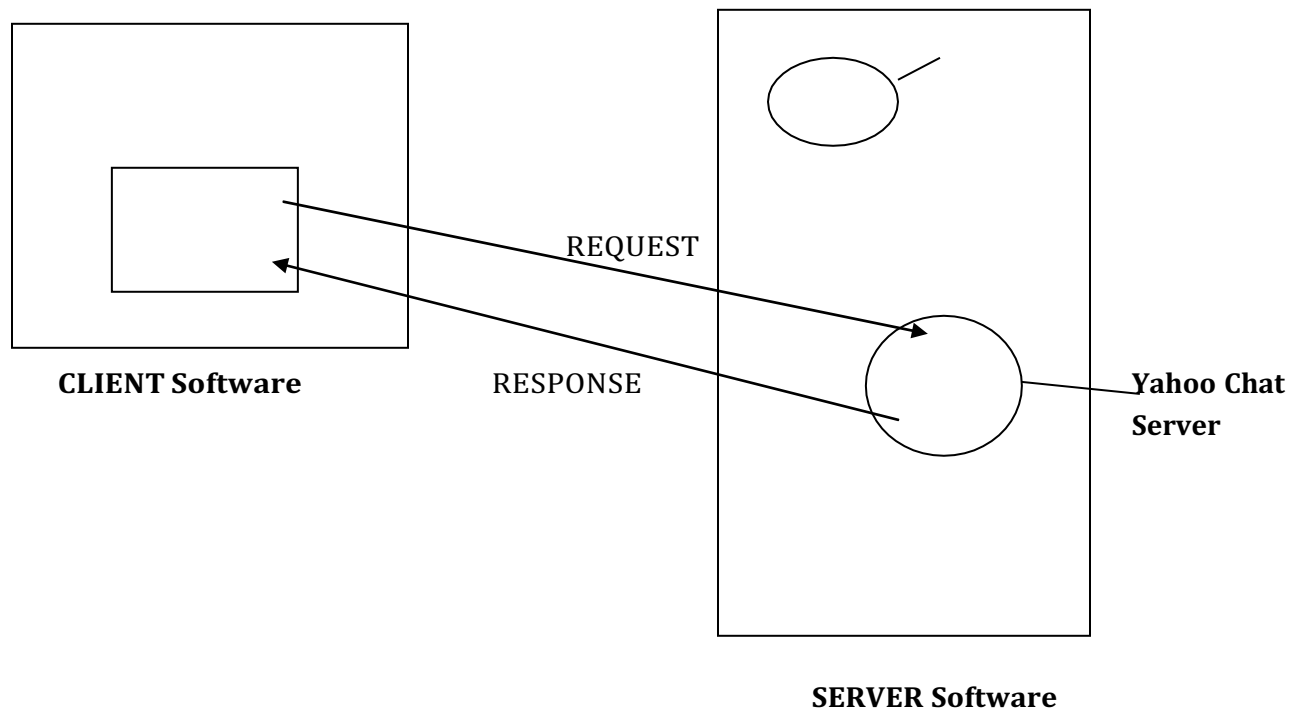 REQUEST
CLIENT Software
RESPONSE
Yahoo Chat
Server
SERVER Software